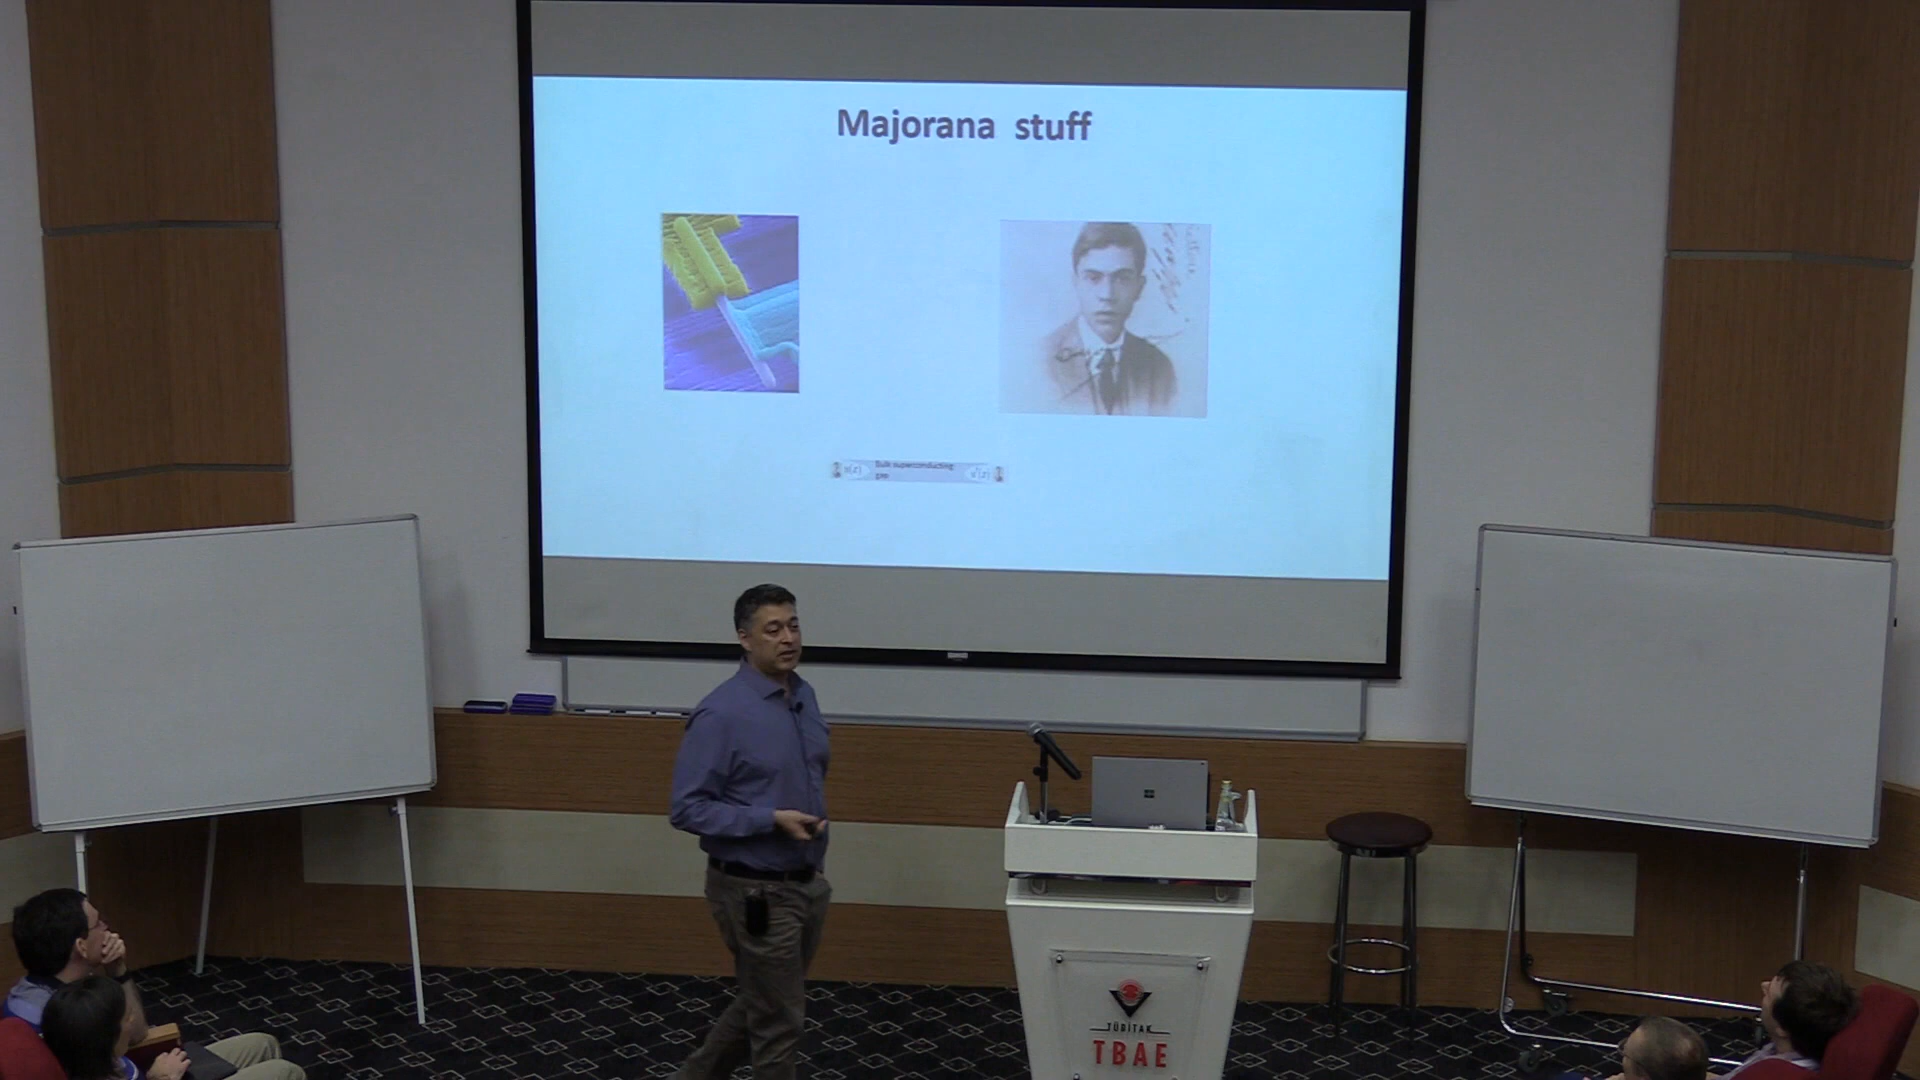 Majorana stuff
u(x) Bulk superconducting u*(x)
gap
TÜBİTAK
TBAE